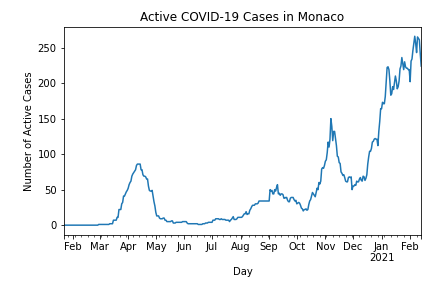 Active COVID-19 Cases in Monaco
Number of Active Cases
250
200
150
100
50
0
Feb Mar Apr May Jun Jul Aug Sep Oct Nov Dec Jan Feb
2021
Day